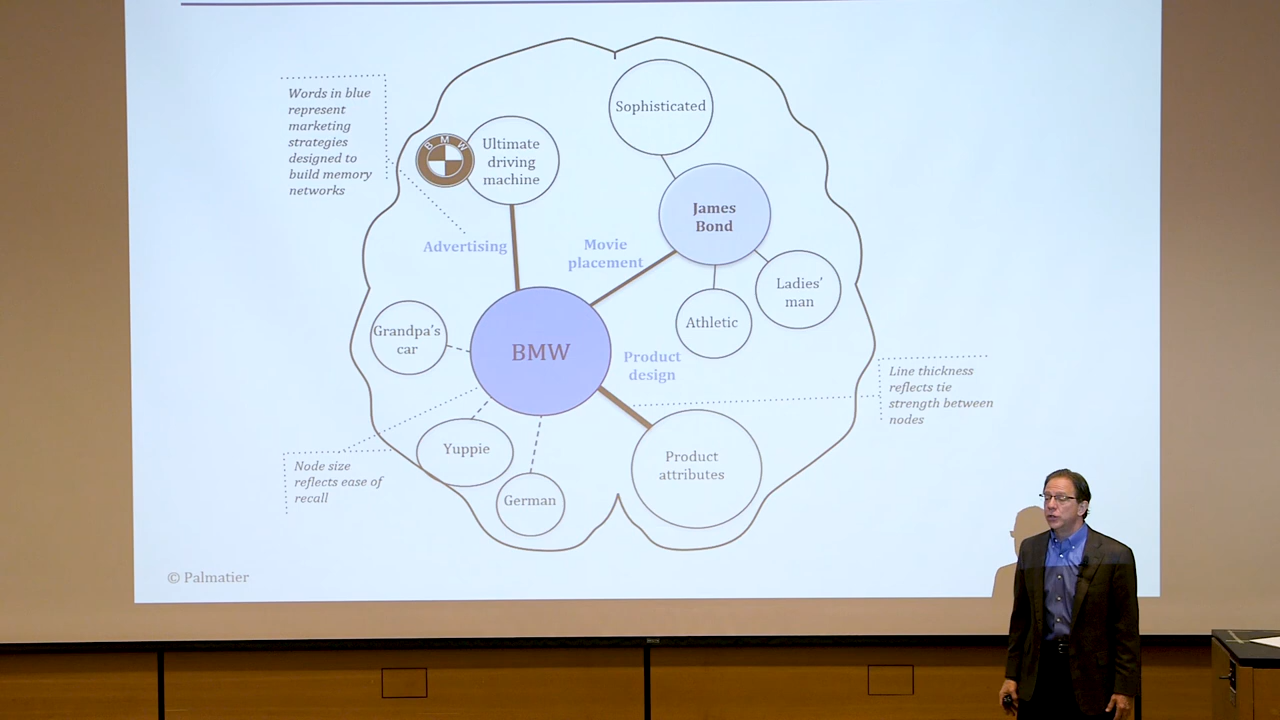 Words in blue
represent
marketing
strategies
designed to
build memory
networks
Sophisticated
BMW
Ultimate
driving
machine
James
Bond
Advertising
Movie
placement
Ladies'
man
Athletic
Grandpa's
car
BMW
Product
design
Line thickness
reflects tie
strength between
nodes
Yuppie
Product
attributes
Node size
reflects ease of
recall
German
© Palmatier